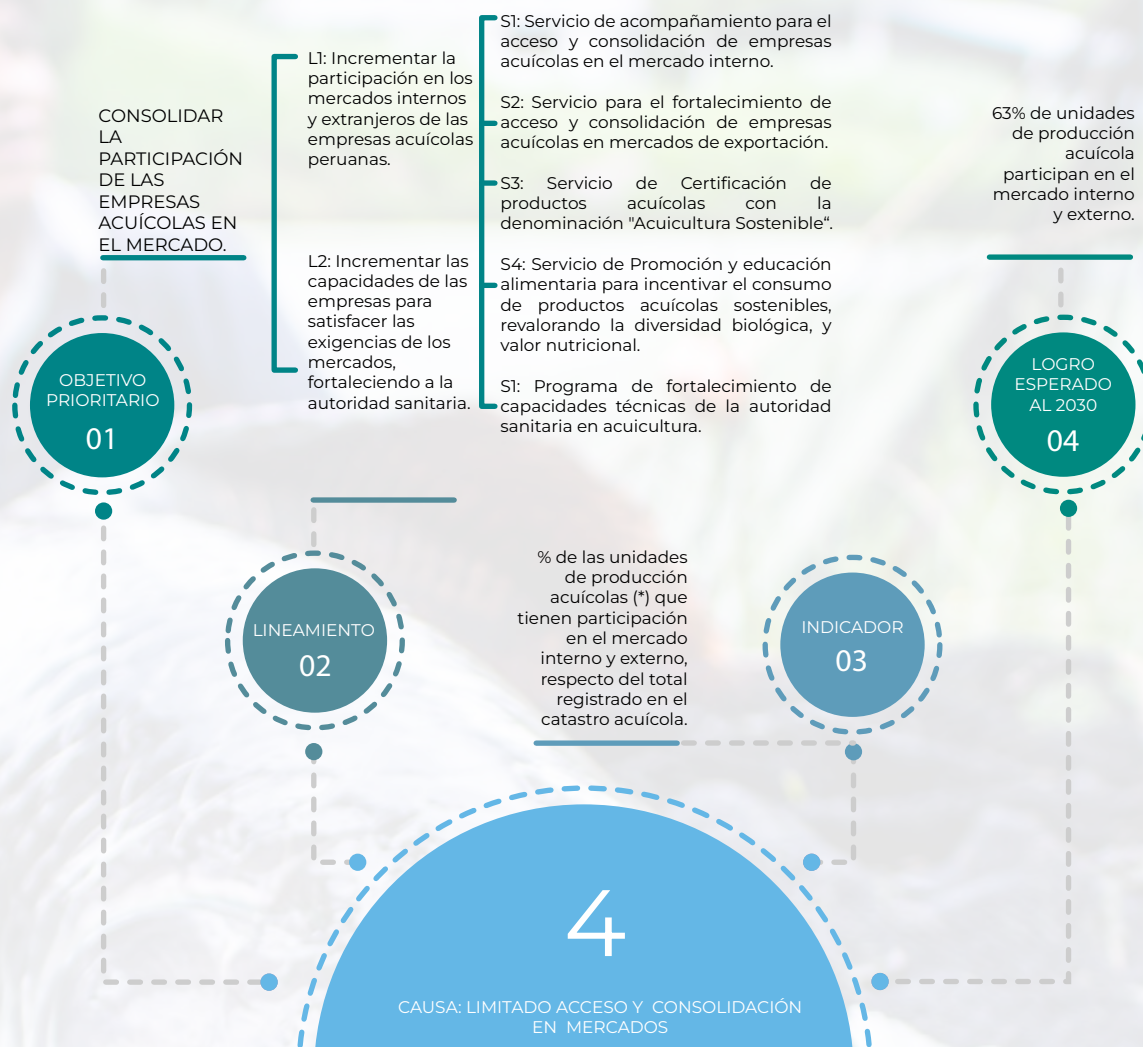 CONSOLIDAR
LA
PARTICIPACIÓN
DE LAS
EMPRESAS
ACUÍCOLAS EN
EL MERCADO.
OBJETIVO
PRIORITARIO
01
L1: Incrementar la
participación en los
mercados internos
y extranjeros de las
empresas acuícolas
peruanas.
L2: Incrementar las
capacidades de las
empresas para
satisfacer las
exigencias de los
mercados,
fortaleciendo a la
autoridad sanitaria.
S1: Servicio de acompañamiento para el
acceso y consolidación de empresas
acuícolas en el mercado interno.
S2: Servicio para el fortalecimiento de
acceso y consolidación de empresas
acuícolas en mercados de exportación.
S3: Servicio de Certificación de
productos acuícolas con la
denominación "Acuicultura Sostenible“.
S4: Servicio de Promoción y educación
alimentaria para incentivar el consumo
de productos acuícolas sostenibles,
revalorando la diversidad biológica, y
valor nutricional.
S1: Programa de fortalecimiento de
capacidades técnicas de la autoridad
sanitaria en acuicultura.
63% de unidades
de producción
acuícola
participan en el
mercado interno
y externo.
LOGRO
ESPERADO
AL 2030
04
LINEAMIENTO
02
% de las unidades
de producción
acuícolas (*) que
tienen participación
en el mercado
interno y externo,
respecto del total
registrado en el
catastro acuícola.
INDICADOR
03
4
CAUSA: LIMITADO ACCESO Y CONSOLIDACIÓN
EN MERCADOS